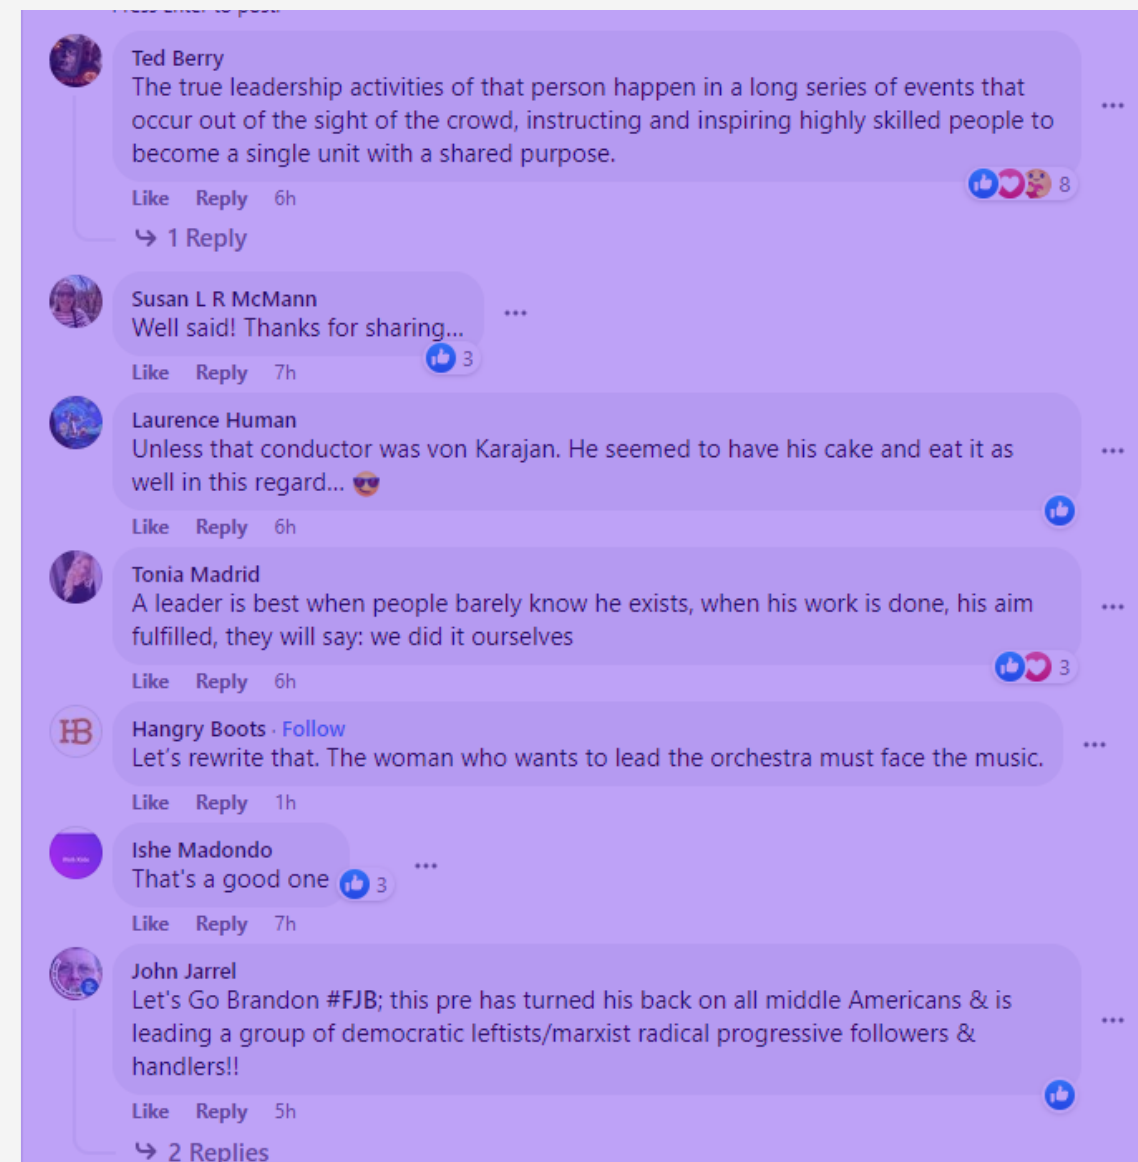 Press Enter to post.
Ted Berry
The true leadership activities of that person happen in a long series of events that
occur out of the sight of the crowd, instructing and inspiring highly skilled people to
become a single unit with a shared purpose.
8
Like Reply 6h
1 Reply
Susan L R McMann
Well said! Thanks for sharing...
3
Like Reply 7h
Laurence Human
Unless that conductor was von Karajan. He seemed to have his cake and eat it as
well in this regard... 😎
Like Reply 6h
Tonia Madrid
A leader is best when people barely know he exists, when his work is done, his aim
fulfilled, they will say: we did it ourselves
3
Like Reply 6h
HB
Hangry Boots · Follow
Let’s rewrite that. The woman who wants to lead the orchestra must face the music.
Like Reply 1h
Ishe Madondo
That's a good one 3
Like Reply 7h
John Jarrel
Let's Go Brandon #FJB; this pre has turned his back on all middle Americans & is
leading a group of democratic leftists/marxist radical progressive followers &
handlers!!
Like Reply 5h
2 Replies